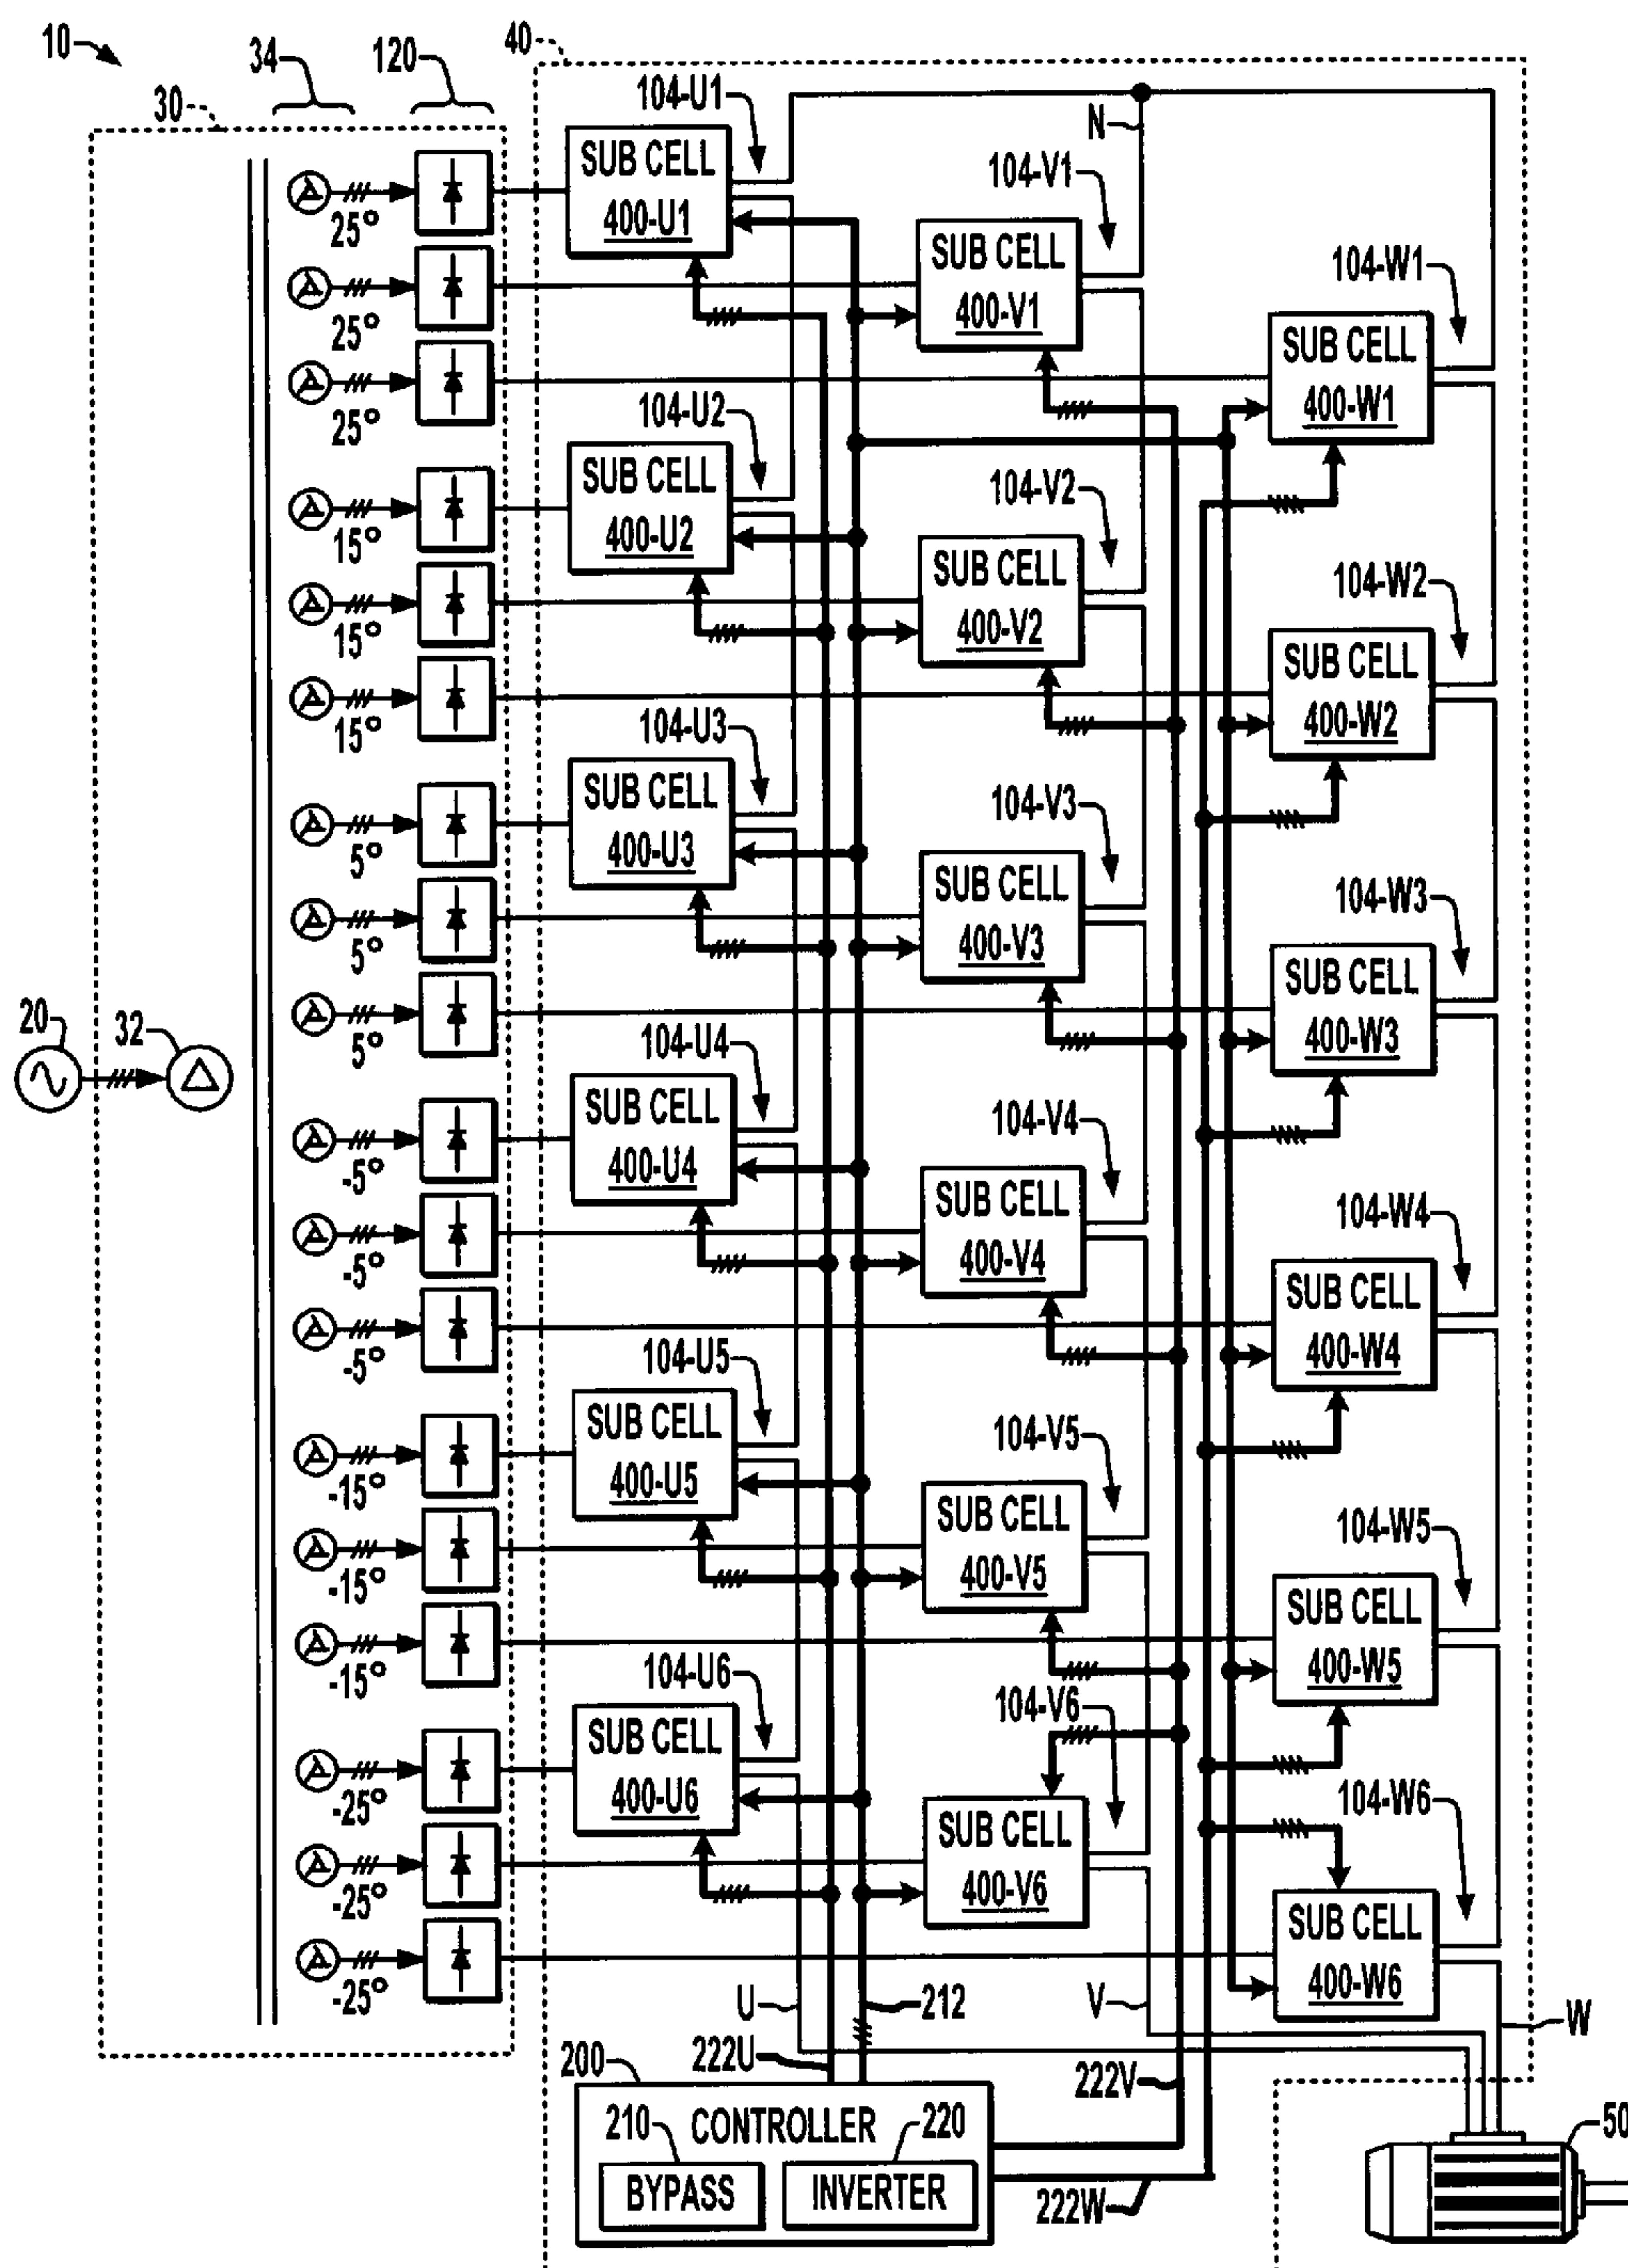 10
34
120
40
30
104-U1
N
SUB CELL
400-U1
25°
104-V1
SUB CELL
400-V1
25°
104-W1
SUB CELL
400-W1
25°
104-U2
SUB CELL
400-U2
15°
104-V2
SUB CELL
400-V2
15°
104-W2
SUB CELL
400-W2
15°
104-U3
SUB CELL
400-U3
5°
104-V3
SUB CELL
400-V3
5°
104-W3
SUB CELL
400-W3
5°
20
32
104-U4
SUB CELL
400-U4
-5°
104-V4
SUB CELL
400-V4
-5°
104-W4
SUB CELL
400-W4
-5°
104-U5
SUB CELL
400-U5
-15°
104-V5
SUB CELL
400-V5
-15°
104-W5
SUB CELL
400-W5
-15°
104-U6
SUB CELL
400-U6
-25°
104-V6
SUB CELL
400-V6
-25°
104-W6
SUB CELL
400-W6
-25°
U
212
V
W
200
222U
222V
210
CONTROLLER
220
50
BYPASS
INVERTER
222W